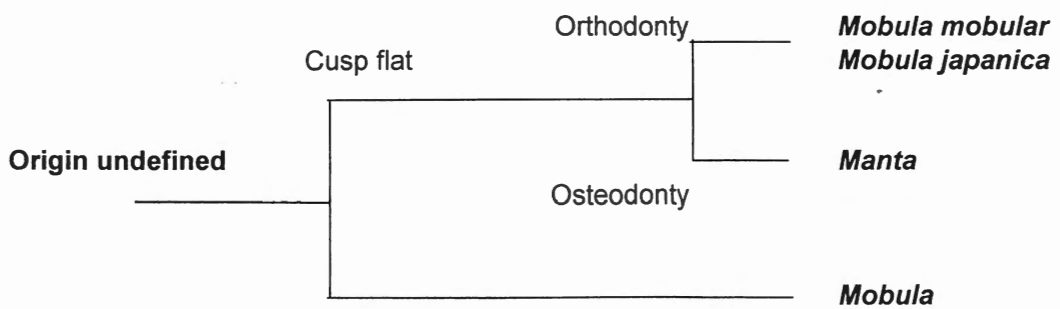 Orthodonty
Mobula mobular
Cusp flat
Mobula japanica
Origin undefined
Manta
Osteodonty
Mobula